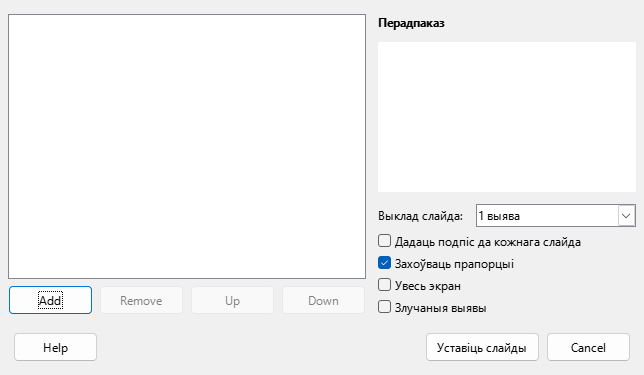 Перадпаказ
Выклад слайда: 1 выява
Дадаць подпіс да кожнага слайда
Захоўваць прапорцыі
Увесь экран
Злучаныя выявы
Add Remove Up Down
Help Уставіць слайды Cancel